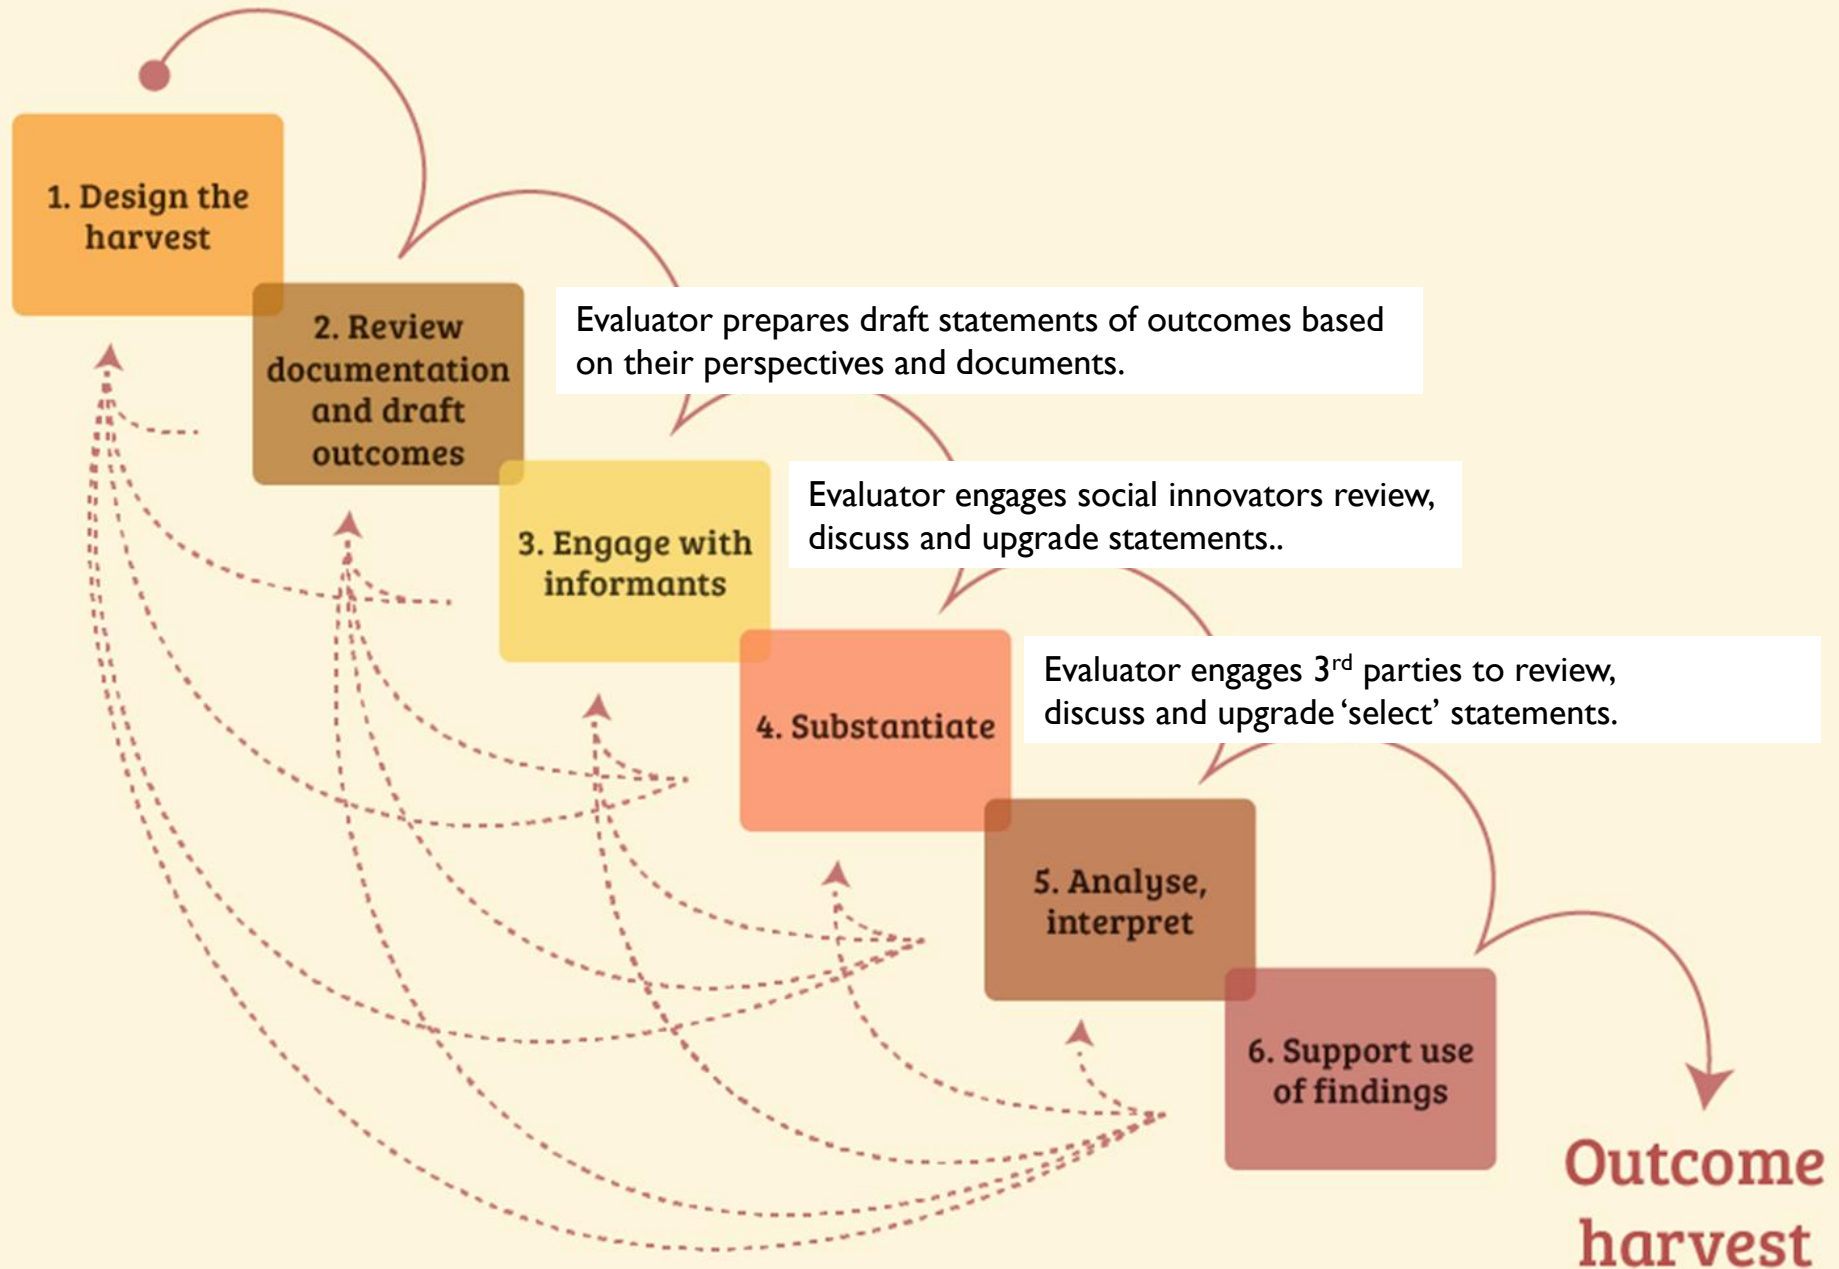 1. Design the
harvest
2. Review
documentation
and draft
outcomes
Evaluator prepares draft statements of outcomes based
on their perspectives and documents.
3. Engage with
informants
Evaluator engages social innovators review,
discuss and upgrade statements..
4. Substantiate
Evaluator engages 3rd parties to review,
discuss and upgrade ‘select’ statements.
5. Analyse,
interpret
6. Support use
of findings
Outcome
harvest